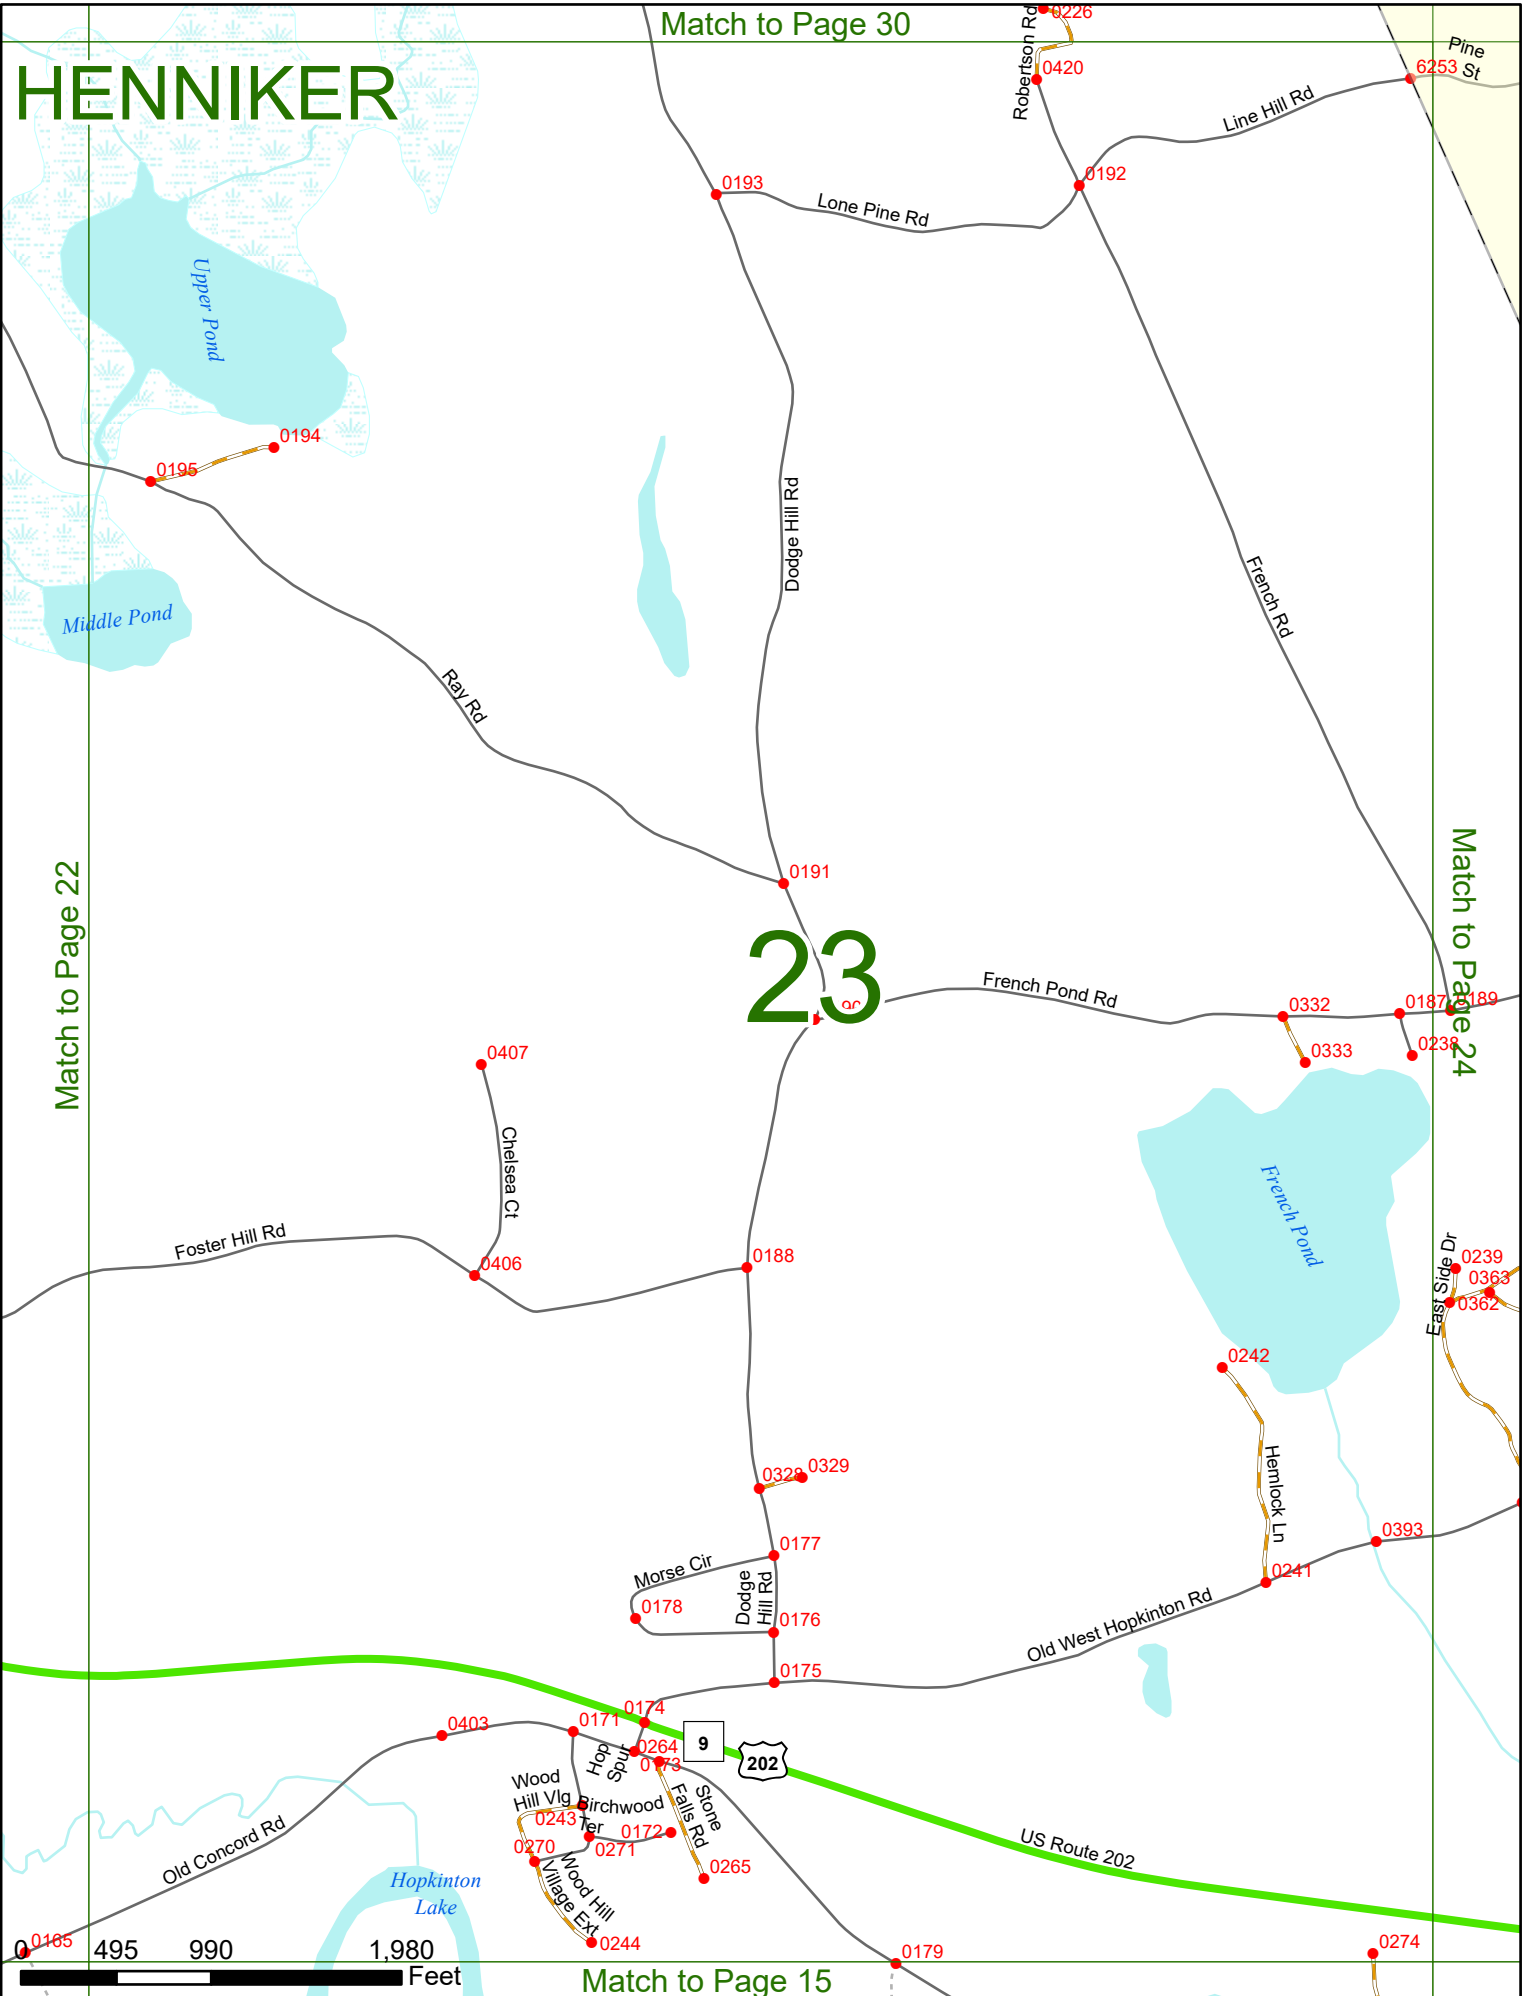 Match to Page 30
HENNIKER
Robertson Rd
0226
0420
Pine
St
6253
Line Hill Rd
0192
0193
Lone Pine Rd
Upper Pond
0194
0195
Dodge Hill Rd
French Rd
Middle Pond
Ray Rd
0191
Match to Page 22
Match to Page 24
23
90
French Pond Rd
0332
0187
0189
0333
0238
0407
Chelsea Ct
French Pond
Foster Hill Rd
0406
0188
East Side Dr
0239
0363
0362
0242
Hemlock Ln
0328
0329
0393
0177
Morse Cir
Dodge
Hill Rd
0241
0178
0176
Old West Hopkinton Rd
0175
0174
0403
0171
9
202
Hop
Spur
0264
0173
Wood
Hill Vlg
Birchwood
Ter
0243
0172
Stone
Falls Rd
0270
0271
0265
US Route 202
Old Concord Rd
Wood Hill
Village Ext
Hopkinton
Lake
0244
0165
0179
0274
0 495 990 1,980
Feet
Match to Page 15